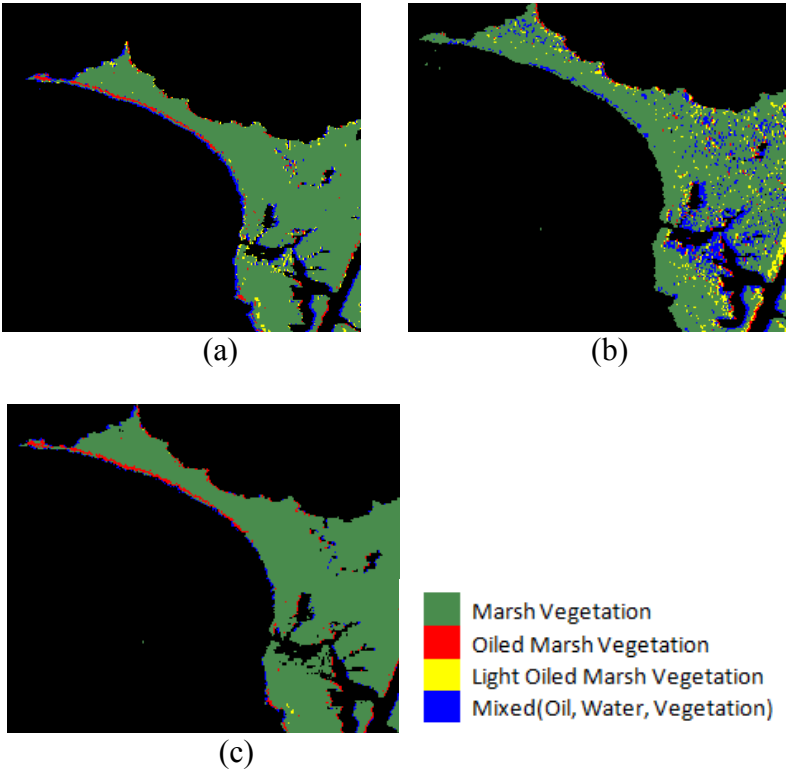 (a)
(b)
(c)
Marsh Vegetation
Oiled Marsh Vegetation
Light Oiled Marsh Vegetation
Mixed(Oil, Water, Vegetation)